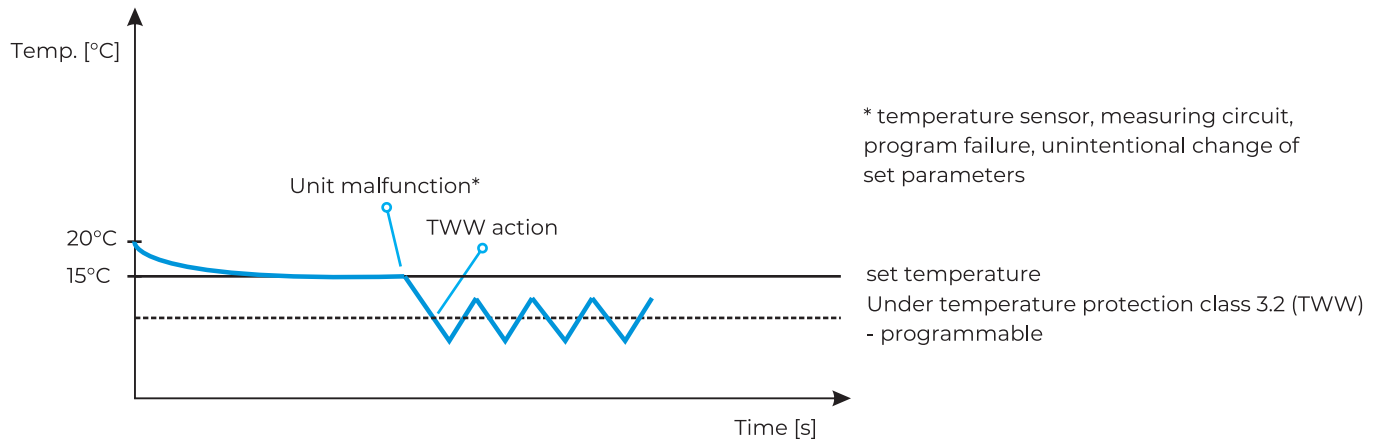 Temp. [°C]
* temperature sensor, measuring circuit,
program failure, unintentional change of
set parameters
Unit malfunction*
TWW action
20°C
15°C
set temperature
Under temperature protection class 3.2 (TWW)
- programmable
Time [s]